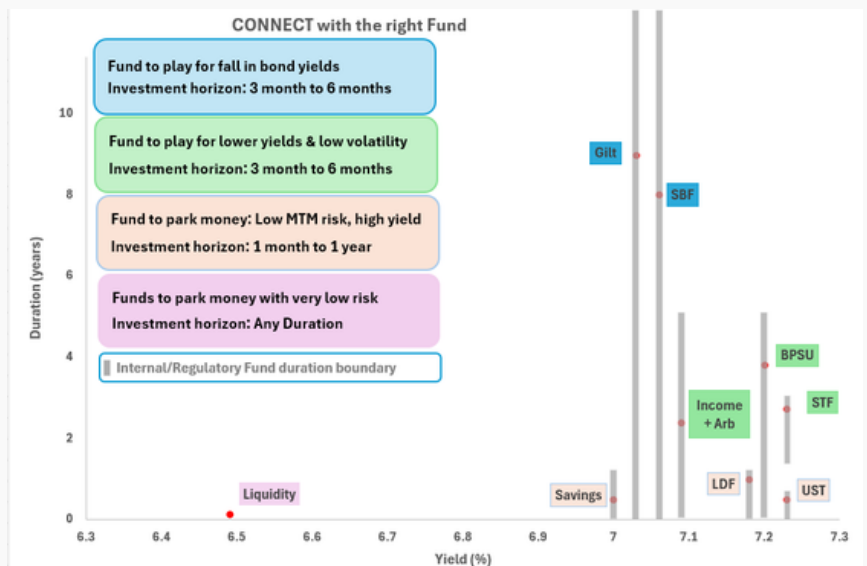 CONNECT with the right Fund
Fund to play for fall in bond yields
Investment horizon: 3 month to 6 months
Fund to play for lower yields & low volatility
Investment horizon: 3 month to 6 months
Fund to park money: Low MTM risk, high yield
Investment horizon: 1 month to 1 year
Funds to park money with very low risk
Investment horizon: Any Duration
Internal/Regulatory Fund duration boundary
Duration (years)
10
8
6
4
2
0
Gilt
SBF
BPSU
STF
Income
+ Arb
LDF
UST
Savings
Liquidity
6.3
6.4
6.5
6.6
6.7
6.8
6.9
7
7.1
7.2
7.3
Yield (%)